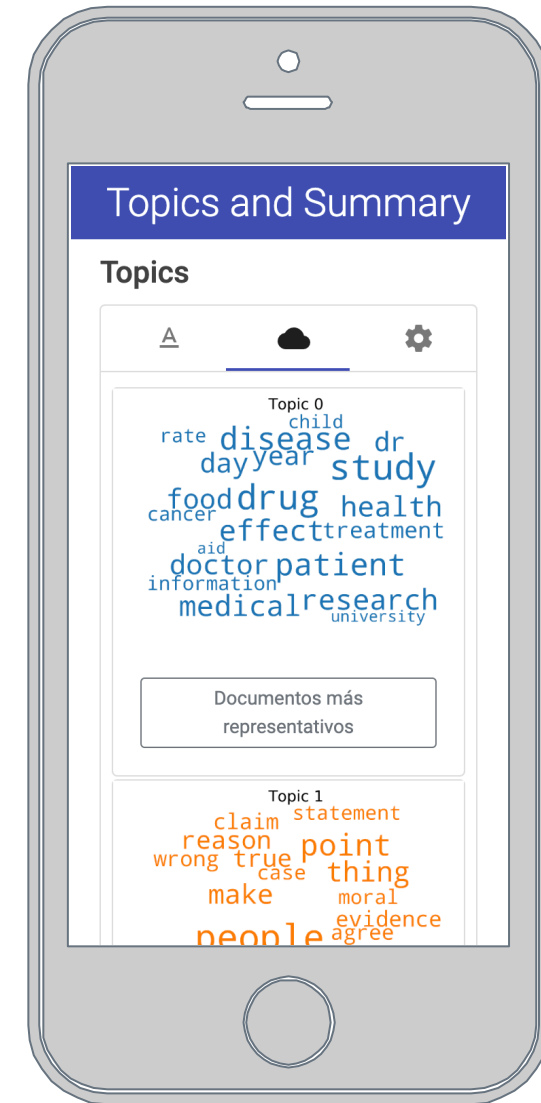 Topics and Summary
Topics
A
Topic 0
child
rate disease dr
day year study
food drug health
cancer effect treatment
aid
doctor patient
information
medical research
university
Documentos más
representativos
Topic 1
claim statement
reason point
wrong true case thing
make moral
evidence
people agree